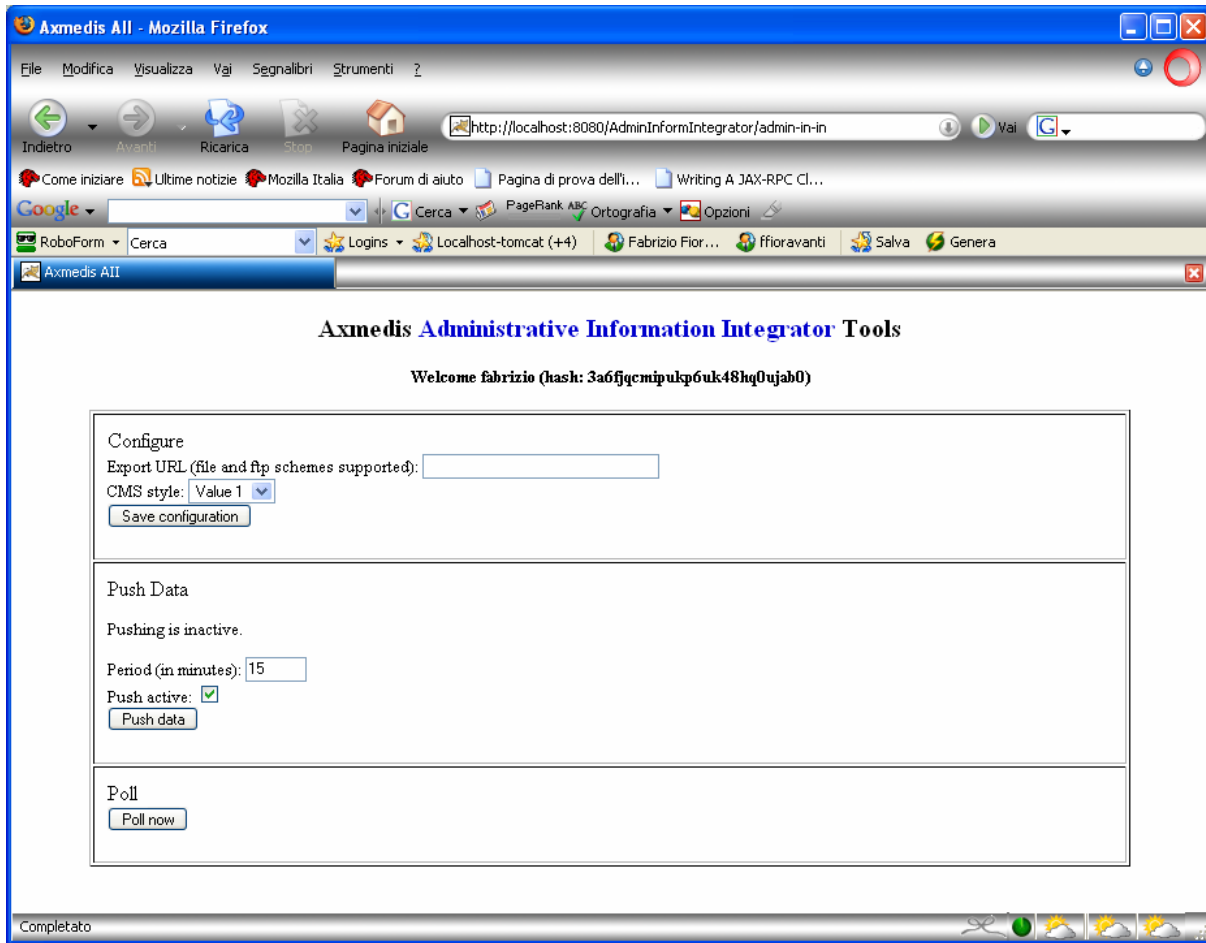 Axmedis AII - Mozilla Firefox
File Modifica Visualizza Vai Segnalibri Strumenti ?
http://localhost:8080/AdminInformIntegrator/admin-in-in Vai G
Indietro Avanti Ricarica Stop Pagina iniziale
Come iniziare Ultime notizie Mozilla Italia Forum di aiuto Pagina di prova dell'i... Writing A JAX-RPC Cl...
Google G Cerca PageRank ABC Ortografia Opzioni
RoboForm Cerca Logins Localhost-tomcat (+4) Fabrizio Fior... ffioravanti Salva Genera
Axmedis AII
Axmedis Administrative Information Integrator Tools
Welcome fabrizio (hash: 3a6fjqcmipukp6uk48hq0ujab0)
Configure
Export URL (file and ftp schemes supported):
CMS style: Value 1
Save configuration
Push Data
Pushing is inactive.
Period (in minutes): 15
Push active:
Push data
Poll
Poll now
Completato